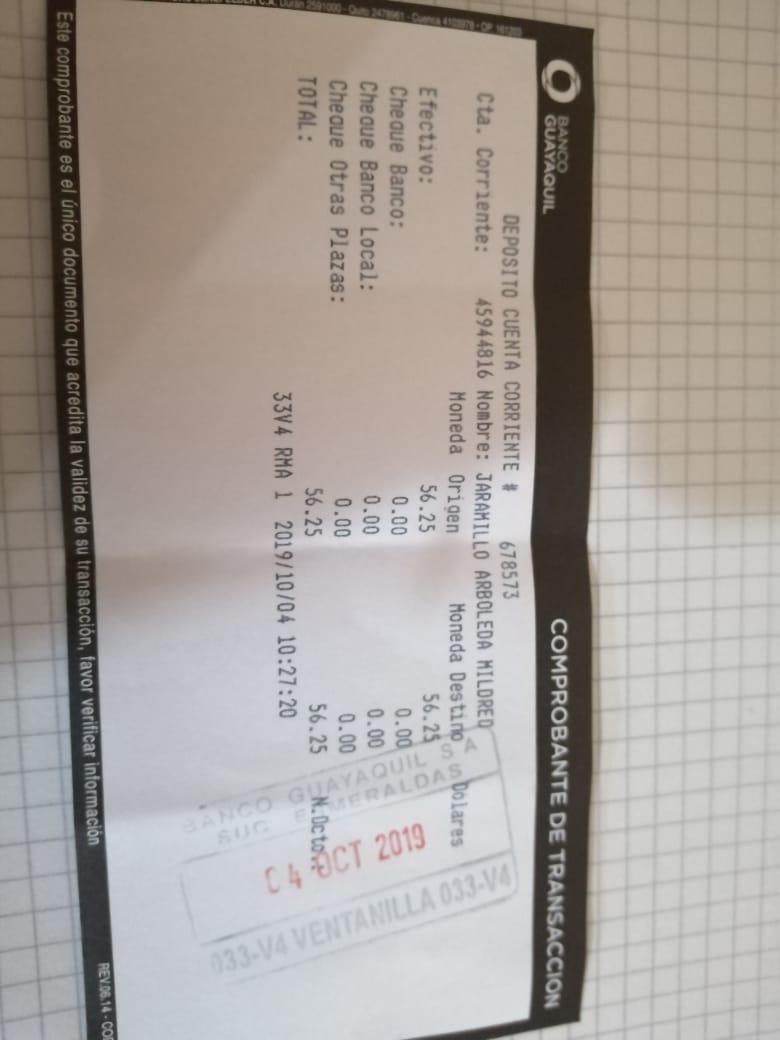 BANCO
GUAYAQUIL
COMPROBANTE DE TRANSACCION
DEPOSITO CUENTA CORRIENTE # 678573
Cta. Corriente: 45944816 Nombre: JARAMILLO ARBOLEDA MILDRED
Moneda Origen Moneda Destino Dólares
Efectivo: 56.25 56.25
Cheque Banco: 0.00 0.00
Cheque Banco Local: 0.00 0.00
Cheque Otras Plazas: 0.00 0.00
TOTAL: 56.25 56.25 N.Octo.
33V4 RMA 1 2019/10/04 10:27:20
BANCO GUAYAQUIL S A
SUC ESMERALDAS
C 4 OCT 2019
033-V4 VENTANILLA 033-V4
REV.06.14 -
Este comprobante es el único documento que acredita la validez de su transacción, favor verificar información